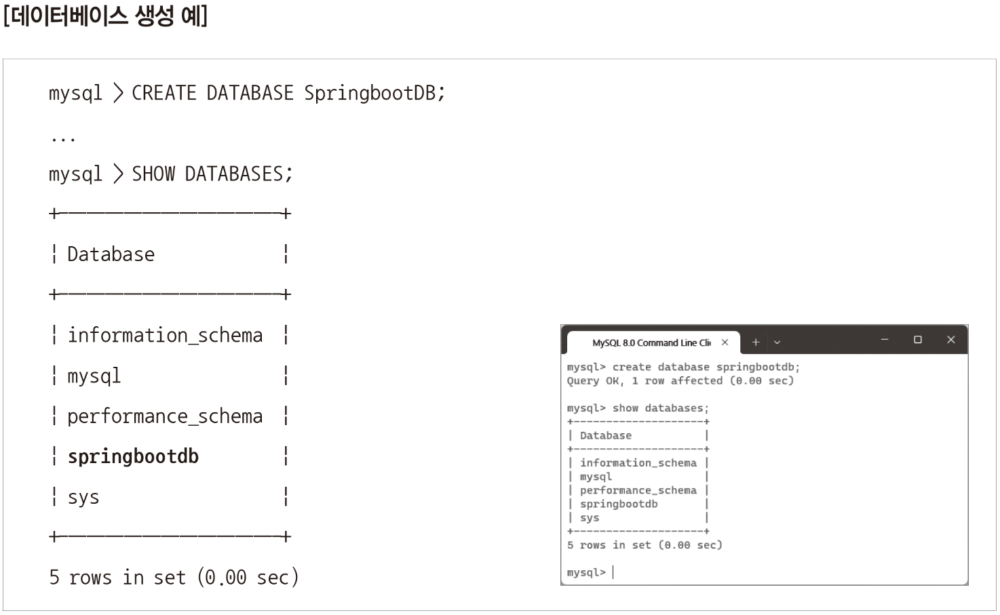 [데이터베이스 생성 예]
mysql > CREATE DATABASE SpringbootDB;
...
mysql > SHOW DATABASES;
+------------------+
¦ Database ¦
+------------------+
¦ information_schema ¦
¦ mysql ¦
¦ performance_schema ¦
¦ springbootdb ¦
¦ sys ¦
+------------------+
5 rows in set (0.00 sec)
MySQL 8.0 Command Line Clie
mysql> create database springbootdb;
Query OK, 1 row affected (0.00 sec)
mysql> show databases;
+--------------------+
| Database |
+--------------------+
| information_schema |
| mysql |
| performance_schema |
| springbootdb |
| sys |
+--------------------+
5 rows in set (0.00 sec)
mysql>